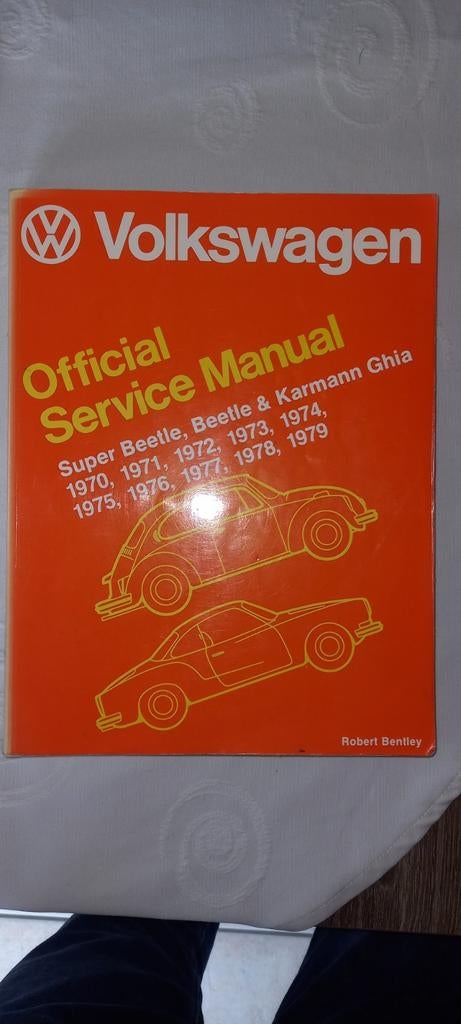 Volkswagen
Official
Service Manual
Super Beetle, Beetle & Karmann Ghia
1970, 1971, 1972, 1973, 1974,
1975, 1976, 1977, 1978, 1979
Robert Bentley